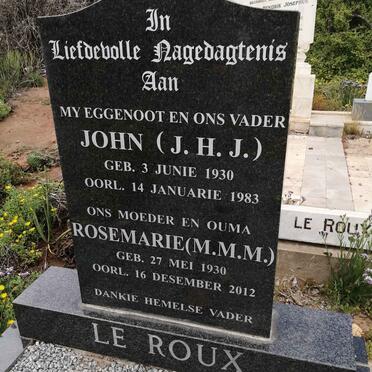 In
Liefdevolle Nagedagtenis
Aan
MY EGGENOOT EN ONS VADER
JOHN (J.H.J.)
GEB. 3 JUNIE 1930
OORL. 14 JANUARIE 1983
ONS MOEDER EN OUMA
ROSEMARIE(M.M.M.)
GEB. 27 MEI 1930
OORL. 16 DESEMBER 2012
DANKIE HEMELSE VADER
LE ROUX
LE ROUX